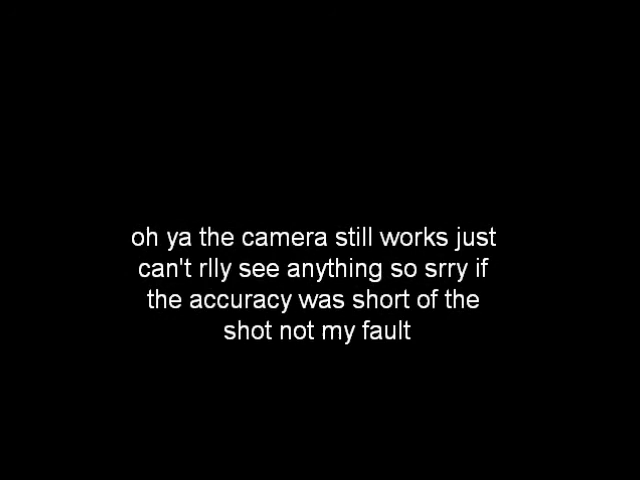 oh ya the camera still works just
can't rlly see anything so srry if
the accuracy was short of the
shot not my fault